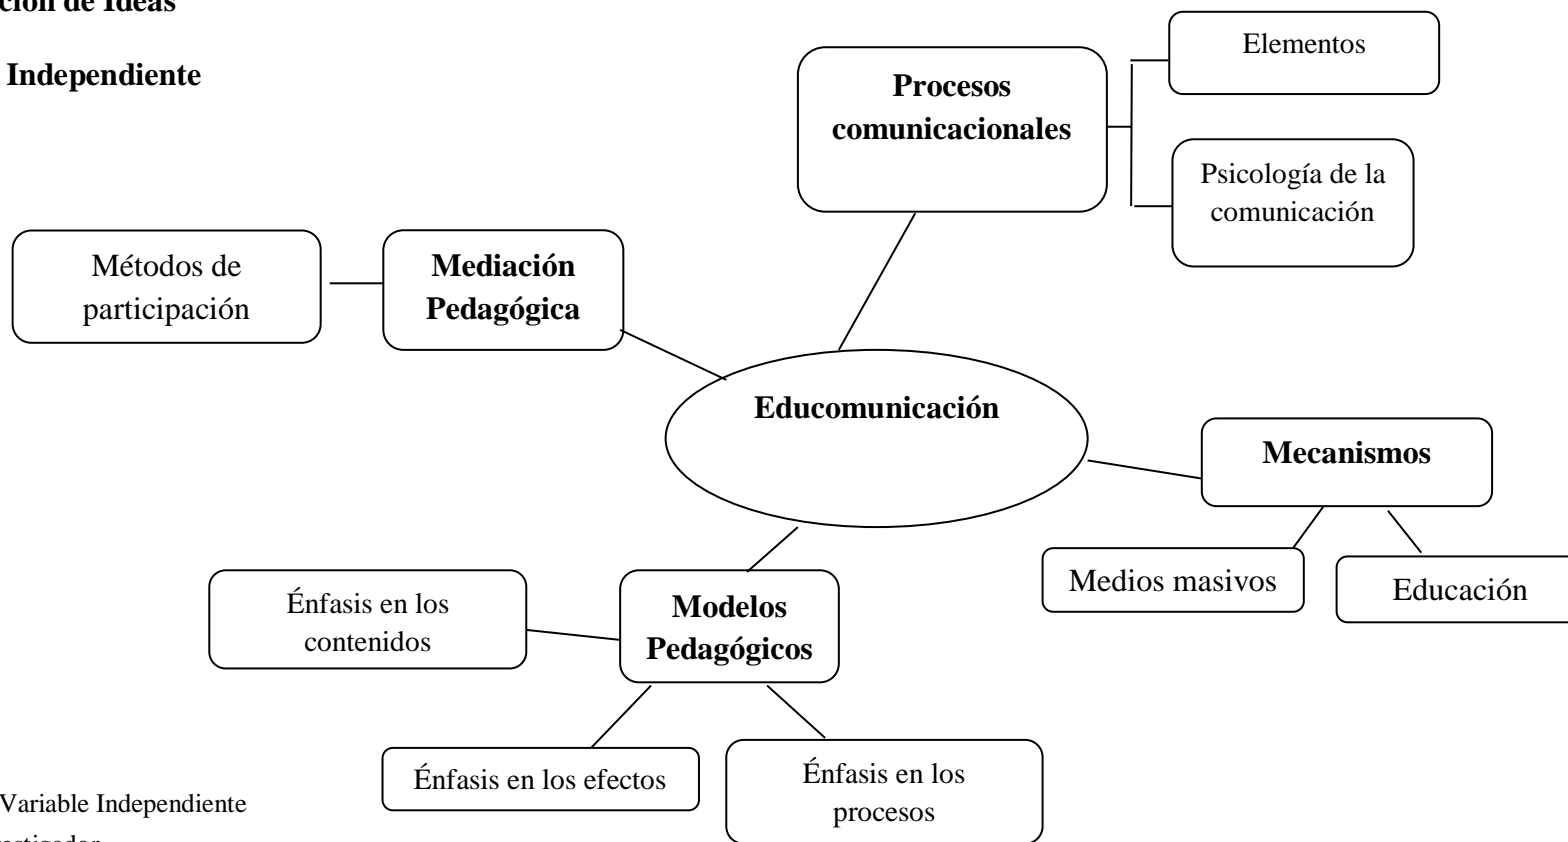 de Ideas
Independiente
Procesos
comunicacionales
Elementos
Psicología de la
comunicación
Métodos de
participación
Mediación
Pedagógica
Educomunicación
Mecanismos
Medios masivos
Educación
Énfasis en los
contenidos
Modelos
Pedagógicos
Énfasis en los efectos
Énfasis en los
procesos
Variable Independiente